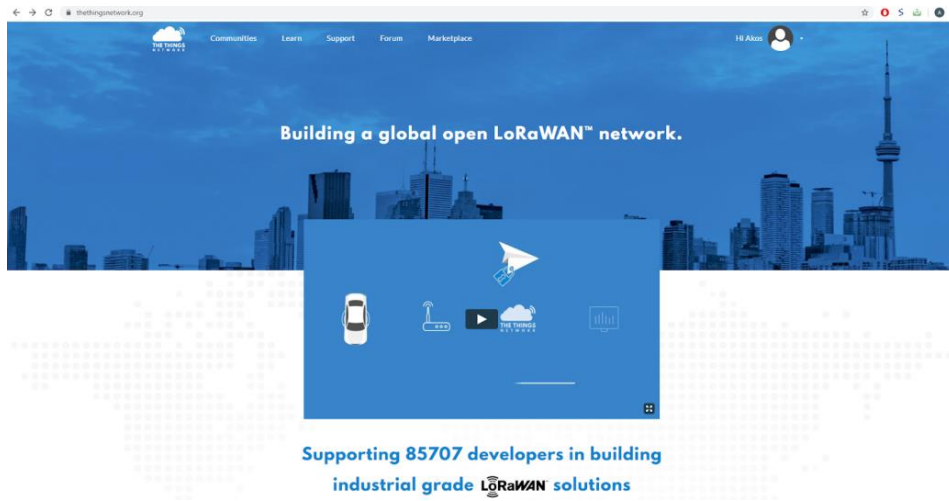 thethingsnetwork.org
THE THINGS
NETWORK
Communities
Learn
Support
Forum
Marketplace
Hi Akos
Building a global open LoRaWAN™ network.
THE THINGS
NETWORK
Supporting 85707 developers in building
industrial grade LoRaWAN solutions